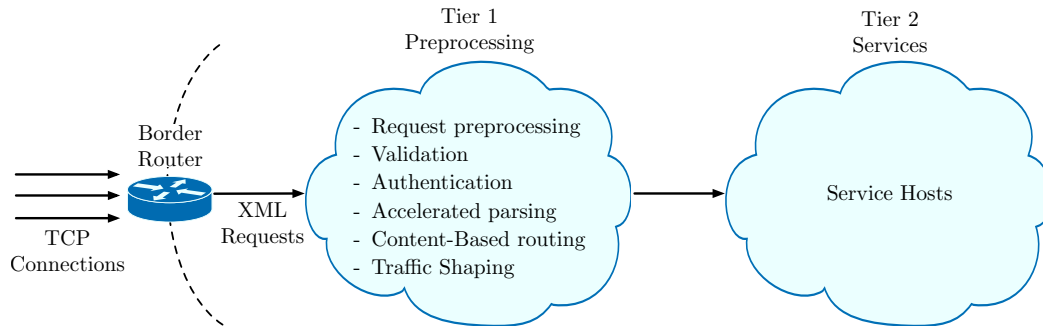 Tier 1
Preprocessing
Tier 2
Services
Border
Router
TCP
Connections
XML
Requests
- Request preprocessing
- Validation
- Authentication
- Accelerated parsing
- Content-Based routing
- Traffic Shaping
Service Hosts